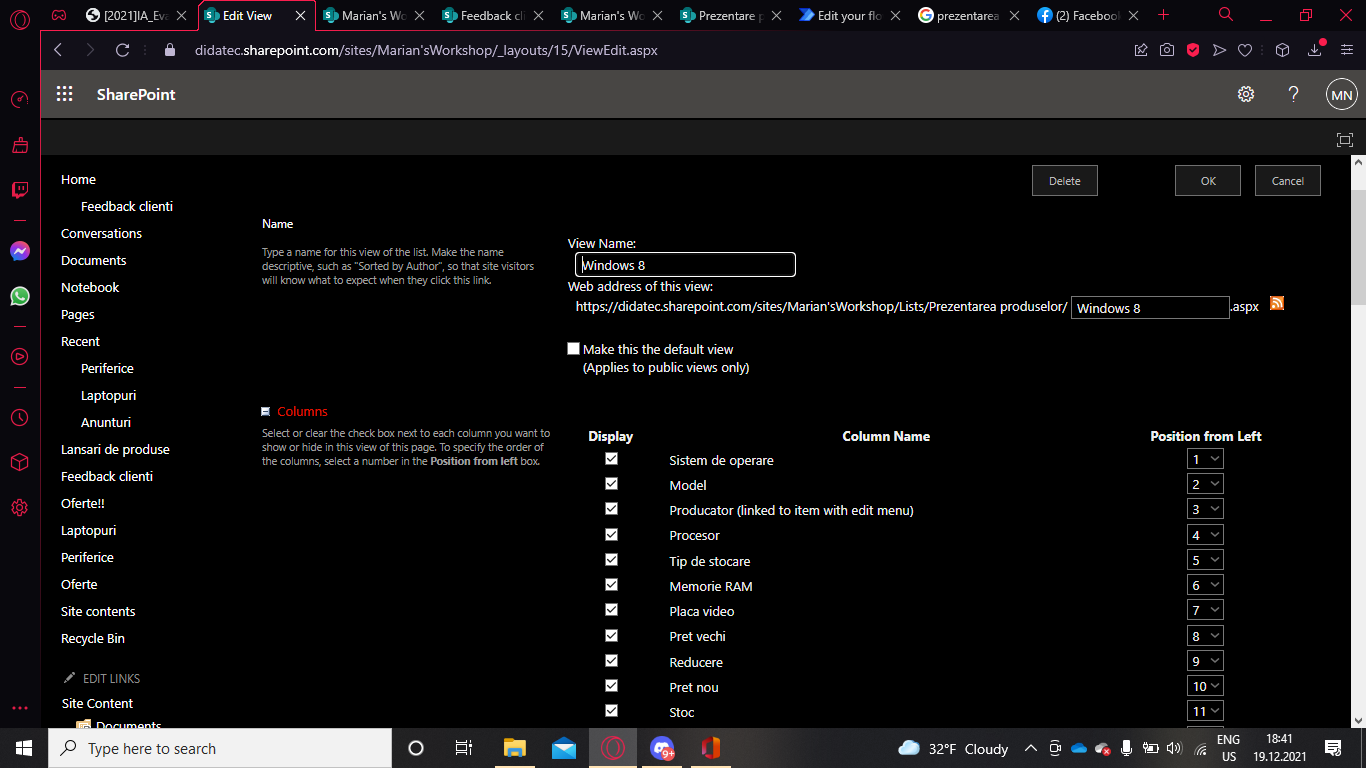 [2021]IA_Eva
Edit View
Marian's Wo
Feedback cli
Marian's Wo
Prezentare p
Edit your flo
prezentarea
(2) Facebook
didatec.sharepoint.com/sites/Marian'sWorkshop/_layouts/15/ViewEdit.aspx
SharePoint
MN
Home
Feedback clienti
Conversations
Documents
Notebook
Pages
Recent
Periferice
Laptopuri
Anunturi
Lansari de produse
Feedback clienti
Oferte!!
Laptopuri
Periferice
Oferte
Site contents
Recycle Bin
EDIT LINKS
Site Content
Documents
Delete
OK
Cancel
Name
Type a name for this view of the list. Make the name
descriptive, such as "Sorted by Author", so that site visitors
will know what to expect when they click this link.
View Name:
Windows 8
Web address of this view:
https://didatec.sharepoint.com/sites/Marian'sWorkshop/Lists/Prezentarea produselor/ Windows 8 .aspx
Make this the default view
(Applies to public views only)
Columns
Select or clear the check box next to each column you want to
show or hide in this view of this page. To specify the order of
the columns, select a number in the Position from left box.
Display Column Name Position from Left
Sistem de operare 1
Model 2
Producator (linked to item with edit menu) 3
Procesor 4
Tip de stocare 5
Memorie RAM 6
Placa video 7
Pret vechi 8
Reducere 9
Pret nou 10
Stoc 11
Type here to search
9+
32°F Cloudy
ENG
US
18:41
19.12.2021